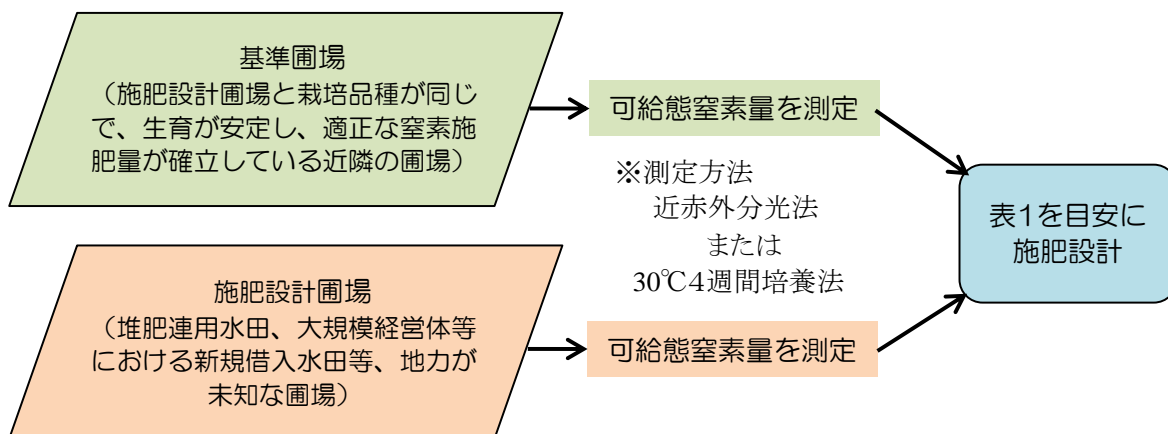 基準圃場
（施肥設計圃場と栽培品種が同じ
で、生育が安定し、適正な窒素施
肥量が確立している近隣の圃場）
可給態窒素量を測定
※測定方法
近赤外分光法
または
30℃4週間培養法
表1を目安に
施肥設計
施肥設計圃場
（堆肥連用水田、大規模経営体等
における新規借入水田等、地力が
未知な圃場）
可給態窒素量を測定